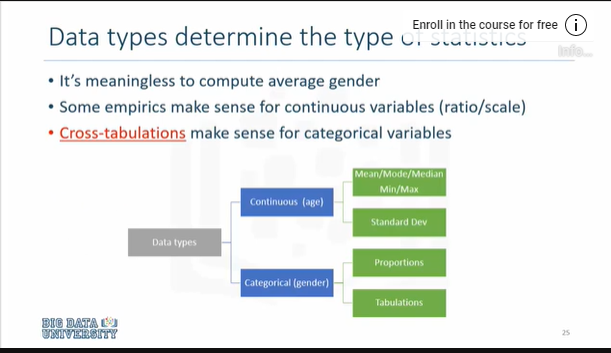 Enroll in the course for free
Data types determine the type of statistics
Info...
• It's meaningless to compute average gender
• Some empirics make sense for continuous variables (ratio/scale)
• Cross-tabulations make sense for categorical variables
Mean/Mode/Median
Min/Max
Continuous (age)
Standard Dev
Data types
Proportions
Categorical (gender)
Tabulations
BIG DATA
UNIVERSITY
25